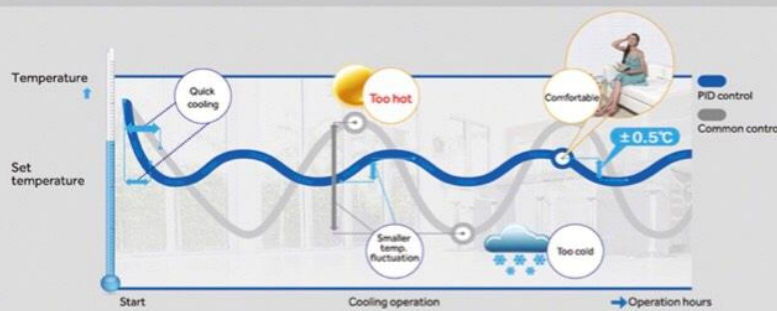 Temperature
Quick
cooling
Too hot
Comfortable
PID control
Common control
±0.5℃
Set
temperature
Smaller
temp.
fluctuation
Too cold
Start
Cooling operation
Operation hours